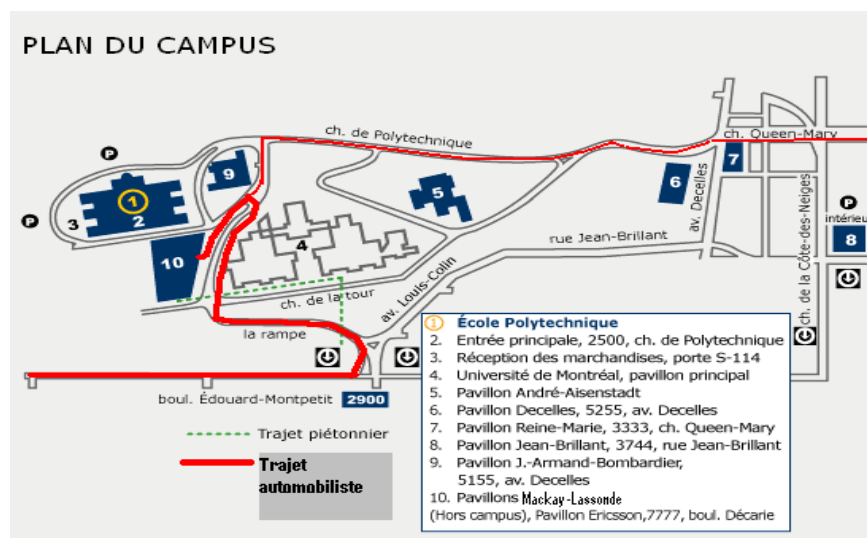 PLAN DU CAMPUS
ch. de Polytechnique
ch. Queen-Mary
P
9
7
1
6
av. Decelles
5
P
P
3
2
intérieu
4
8
rue Jean-Brillant
10
ch. de la Côte-des-Neiges
ch. de la tour
av. Louis-Colin
la rampe
1 École Polytechnique
2. Entrée principale, 2500, ch. de Polytechnique
3. Réception des marchandises, porte S-114
4. Université de Montréal, pavillon principal
5. Pavillon André-Aisenstadt
6. Pavillon Decelles, 5255, av. Decelles
7. Pavillon Reine-Marie, 3333, ch. Queen-Mary
8. Pavillon Jean-Brillant, 3744, rue Jean-Brillant
9. Pavillon J.-Armand-Bombardier,
5155, av. Decelles
10. Pavillons Mackay-Lassonde
(Hors campus), Pavillon Ericsson,7777, boul. Décarie
boul. Édouard-Montpetit 2900
Trajet piétonnier
Trajet
automobiliste